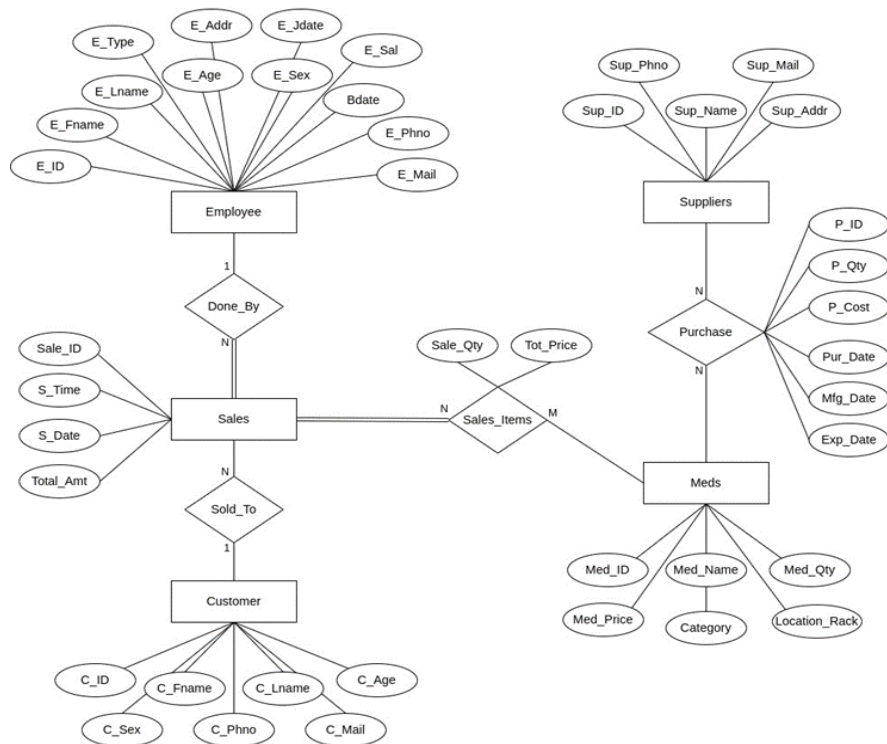 E_Addr
E_Jdate
E_Type
E_Sal
E_Age
E_Sex
E_Lname
Bdate
E_Fname
E_Phno
E_ID
E_Mail
Employee
1
Done_By
N
Sale_ID
S_Time
S_Date
Total_Amt
Sales
N
Sold_To
1
Customer
C_ID
C_Fname
C_Lname
C_Age
C_Sex
C_Phno
C_Mail
Sale_Qty
Tot_Price
N
Sales_Items
M
Sup_Phno
Sup_Mail
Sup_ID
Sup_Name
Sup_Addr
Suppliers
N
Purchase
N
P_ID
P_Qty
P_Cost
Pur_Date
Mfg_Date
Exp_Date
Meds
Med_ID
Med_Name
Med_Qty
Med_Price
Category
Location_Rack